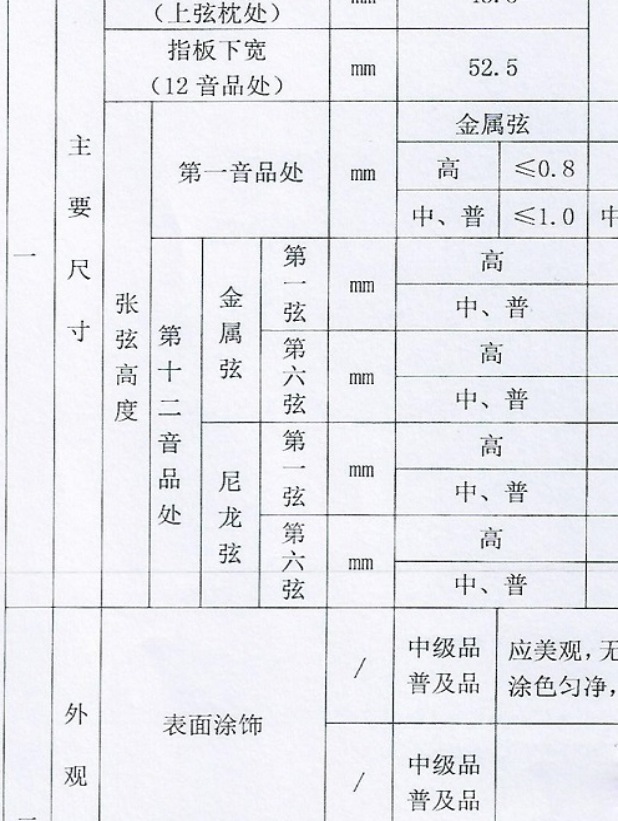 （上弦枕处）
指板下宽
（12 音品处）
mm
52.5
一
主要尺寸
张弦高度
第一音品处
mm
金属弦
高
≤0.8
中、普
≤1.0
中
第十二音品处
金属弦
第一弦
mm
高
中、普
第六弦
mm
高
中、普
尼龙弦
第一弦
mm
高
中、普
第六弦
mm
高
中、普
外观
表面涂饰
/
中级品
普及品
应美观，无
涂色匀净，
/
中级品
普及品